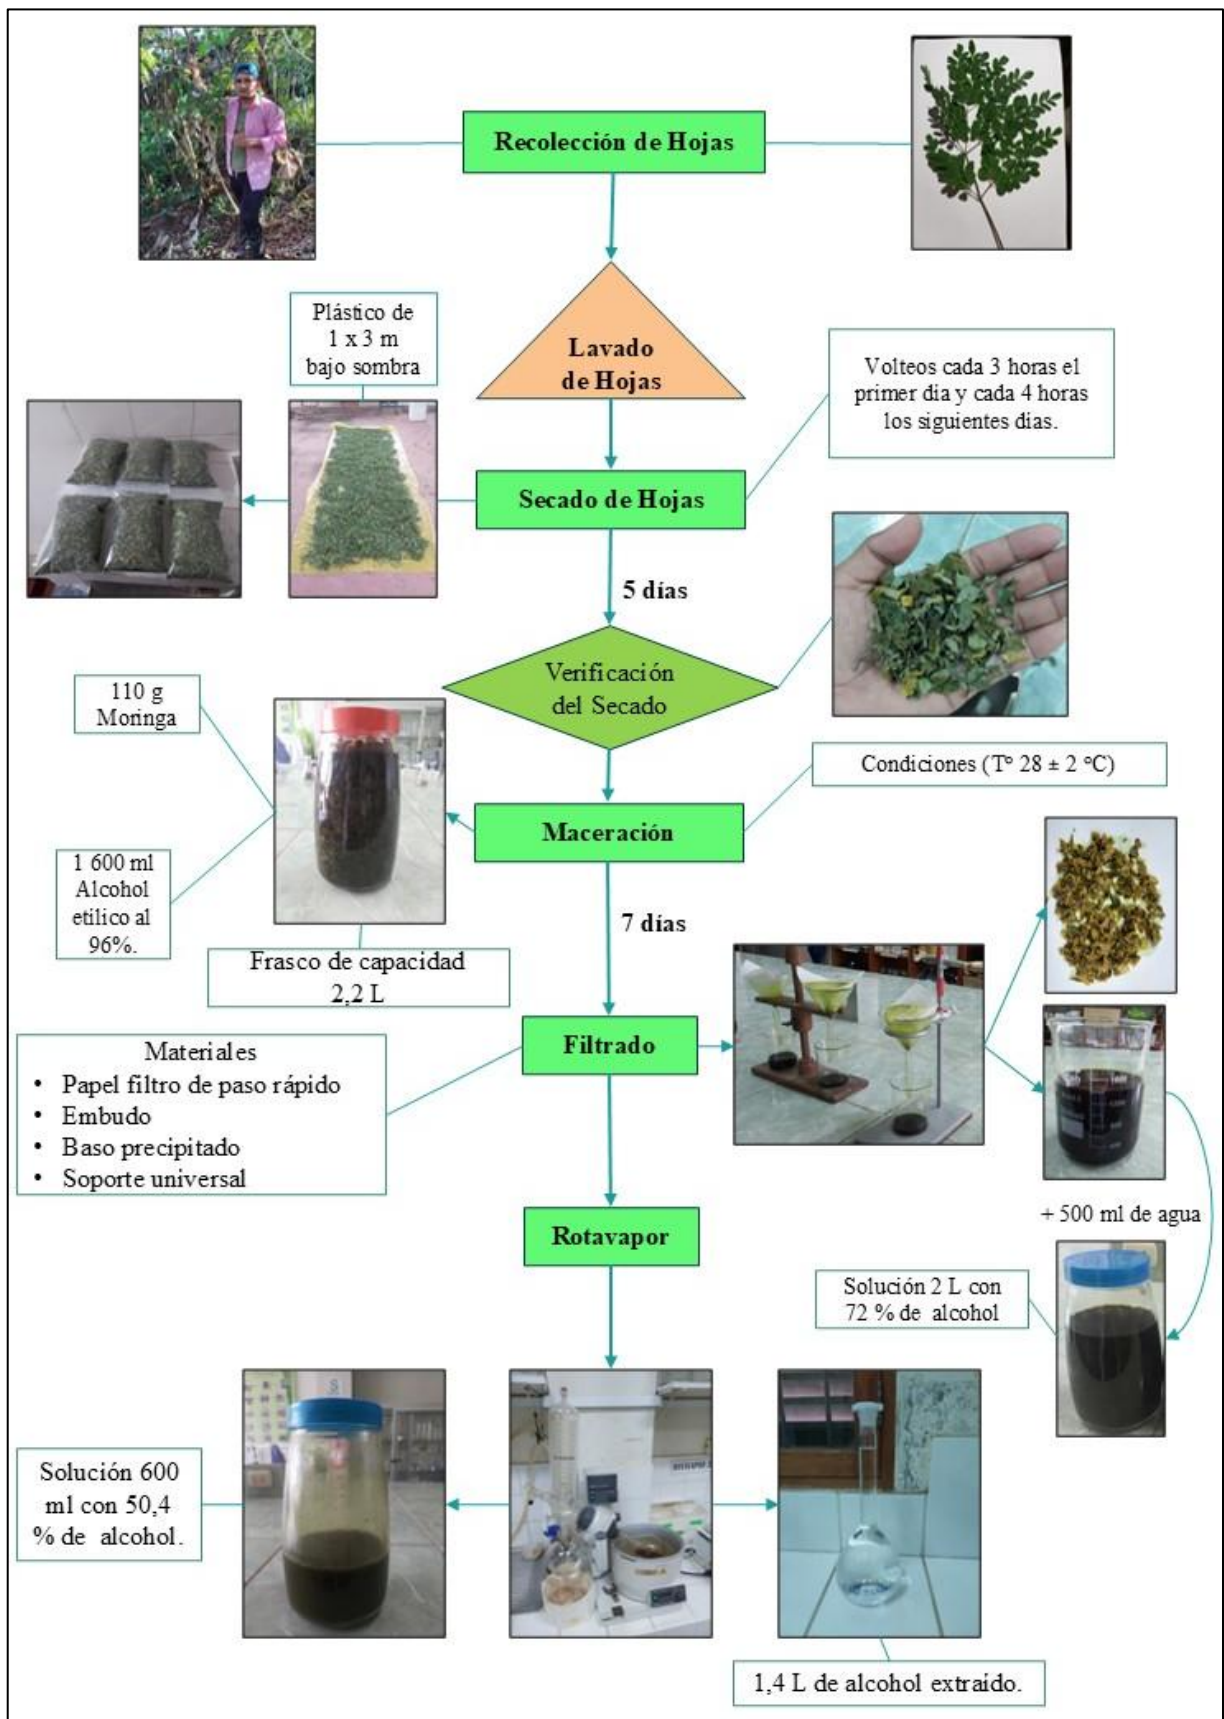 Recolección de Hojas
Plástico de
1 x 3 m
bajo sombra
Lavado
de Hojas
Volteos cada 3 horas el
primer día y cada 4 horas
los siguientes días.
Secado de Hojas
5 días
Verificación
del Secado
110 g
Moringa
Condiciones (T° 28 ± 2 °C)
Maceración
1 600 ml
Alcohol
etilico al
96%.
7 días
Frasco de capacidad
2,2 L
Filtrado
Materiales
• Papel filtro de paso rápido
• Embudo
• Baso precipitado
• Soporte universal
+ 500 ml de agua
Rotavapor
Solución 2 L con
72 % de alcohol
Solución 600
ml con 50,4
% de alcohol.
1,4 L de alcohol extraído.